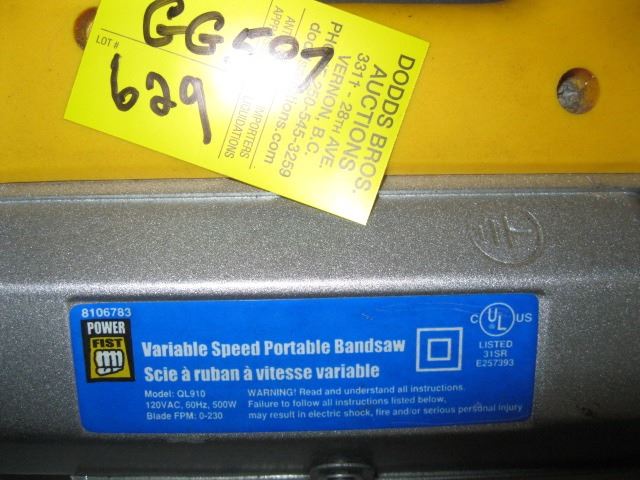 GG507
LOT #
629
DODDS BROS.
AUCTIONS
3311 - 28TH AVE.
VERNON, B.C.
250-545-3259
IMPORTERS
LIQUIDATIONS
8106783
POWER
FIST
Variable Speed Portable Bandsaw
Scie à ruban à vitesse variable
Model: QL910
120VAC, 60Hz, 500W
Blade FPM: 0-230
WARNING! Read and understand all instructions.
Failure to follow all instructions listed below,
may result in electric shock, fire and/or serious personal injury
C UL US
LISTED
31SR
E257393